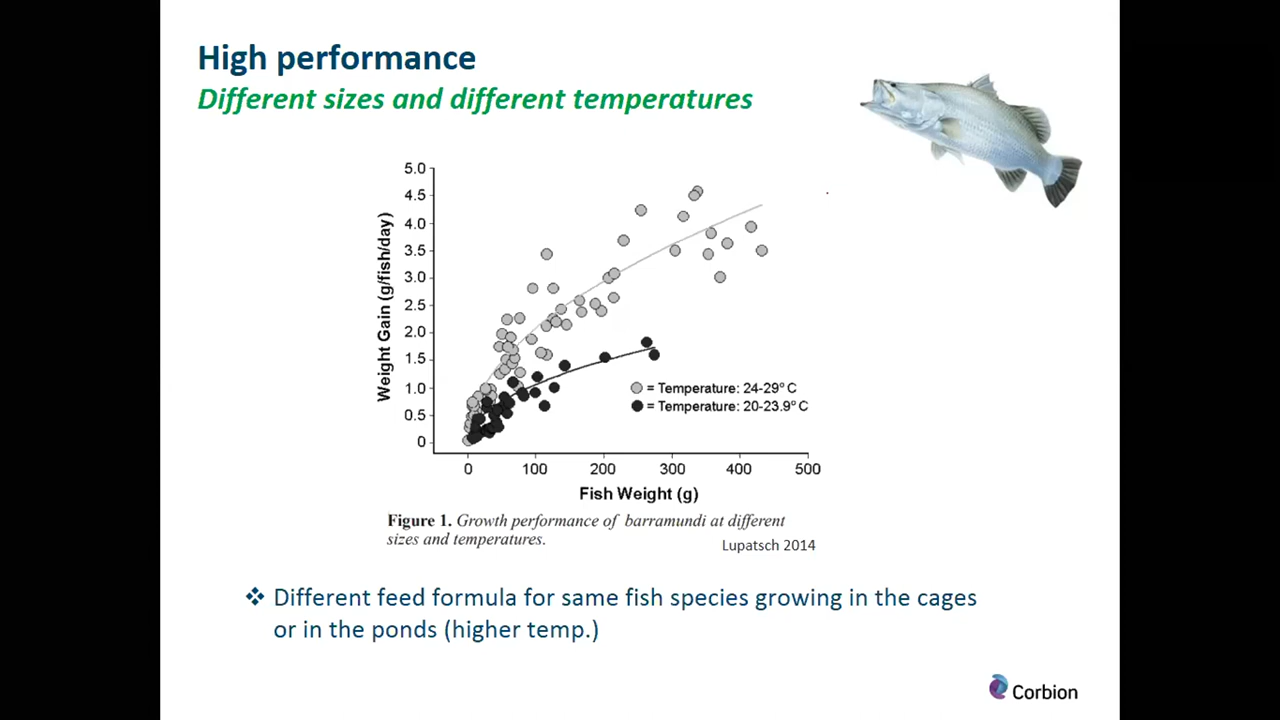 High performance
Different sizes and different temperatures
5.0
4.5
4.0
3.5
3.0
2.5
2.0
1.5
1.0
0.5
0
Weight Gain (g/fish/day)
= Temperature: 24-29° C
= Temperature: 20-23.9° C
0 100 200 300 400 500
Fish Weight (g)
Figure 1. Growth performance of barramundi at different
sizes and temperatures.
Lupatsch 2014
❖ Different feed formula for same fish species growing in the cages
or in the ponds (higher temp.)
Corbion